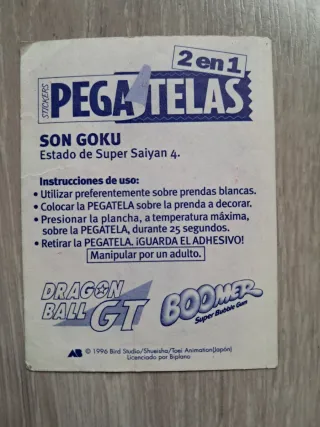 2 en 1
STICKERS
PEGATELAS
SON GOKU
Estado de Super Saiyan 4.
Instrucciones de uso:
• Utilizar preferentemente sobre prendas blancas.
• Colocar la PEGATELA sobre la prenda a decorar.
• Presionar la plancha, a temperatura máxima,
sobre la PEGATELA, durante 25 segundos.
• Retirar la PEGATELA. ¡GUARDA EL ADHESIVO!
Manipular por un adulto.
DRAGON
BALL GT
BOOMER
Super Bubble Gum
AB © 1996 Bird Studio/Shueisha/Toei Animation(Japón)
Licenciado por Biplano